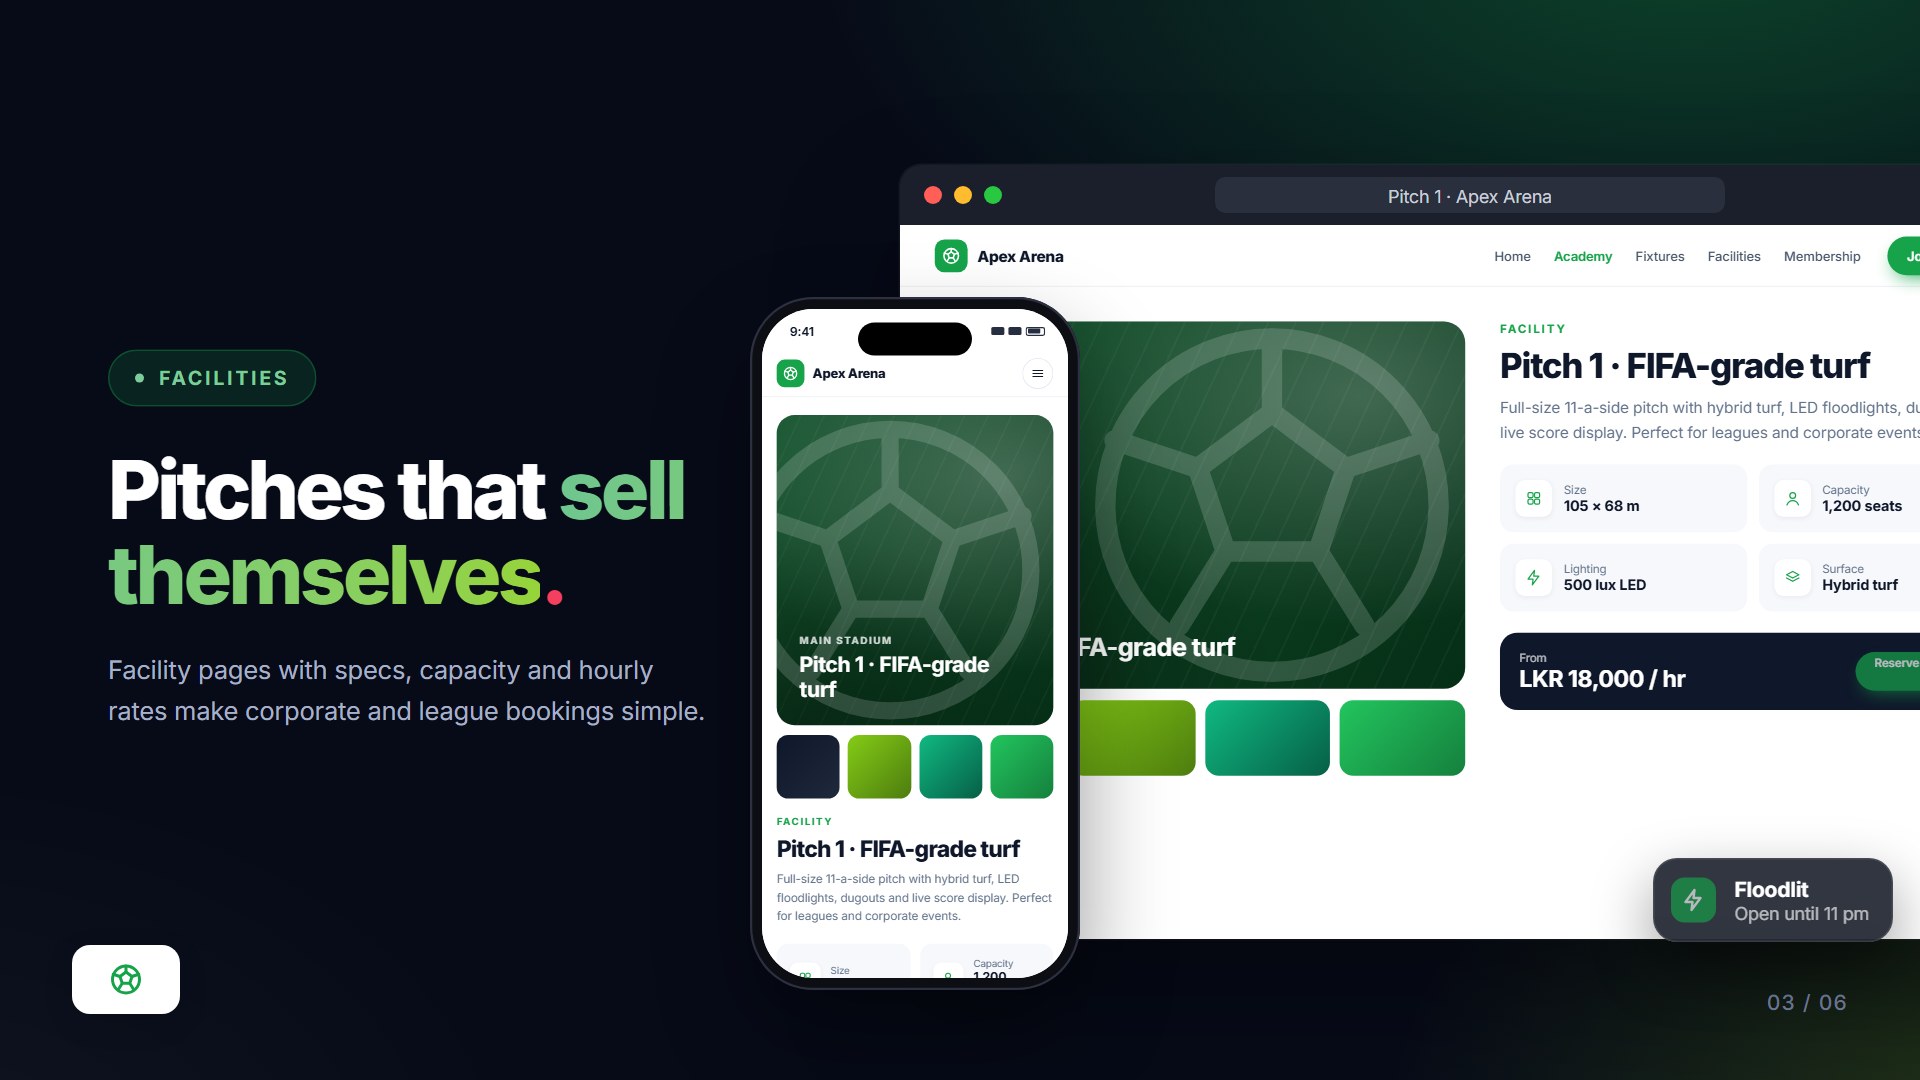 FACILITIES
Pitches that sell
themselves.
Facility pages with specs, capacity and hourly
rates make corporate and league bookings simple.
9:41
Apex Arena
MAIN STADIUM
Pitch 1 · FIFA-grade
turf
FACILITY
Pitch 1 · FIFA-grade turf
Full-size 11-a-side pitch with hybrid turf, LED
floodlights, dugouts and live score display. Perfect
for leagues and corporate events.
Size
Capacity
1,200
Pitch 1 · Apex Arena
Apex Arena
Home Academy Fixtures Facilities Membership
FA-grade turf
FACILITY
Pitch 1 · FIFA-grade turf
Full-size 11-a-side pitch with hybrid turf, LED floodlights,
live score display. Perfect for leagues and corporate events
Size
105 × 68 m
Capacity
1,200 seats
Lighting
500 lux LED
Surface
Hybrid turf
From
LKR 18,000 / hr
Reserve
Floodlit
Open until 11 pm
03 / 06